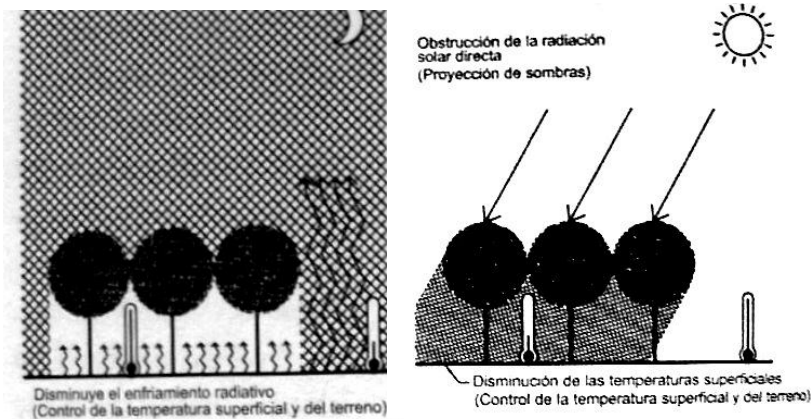 Disminuye el enfriamiento radiativo
(Control de la temperatura superficial y del terreno)
Obstrucción de la radiación
solar directa
(Proyección de sombras)
Disminución de las temperaturas superficiales
(Control de la temperatura superficial y del terreno)